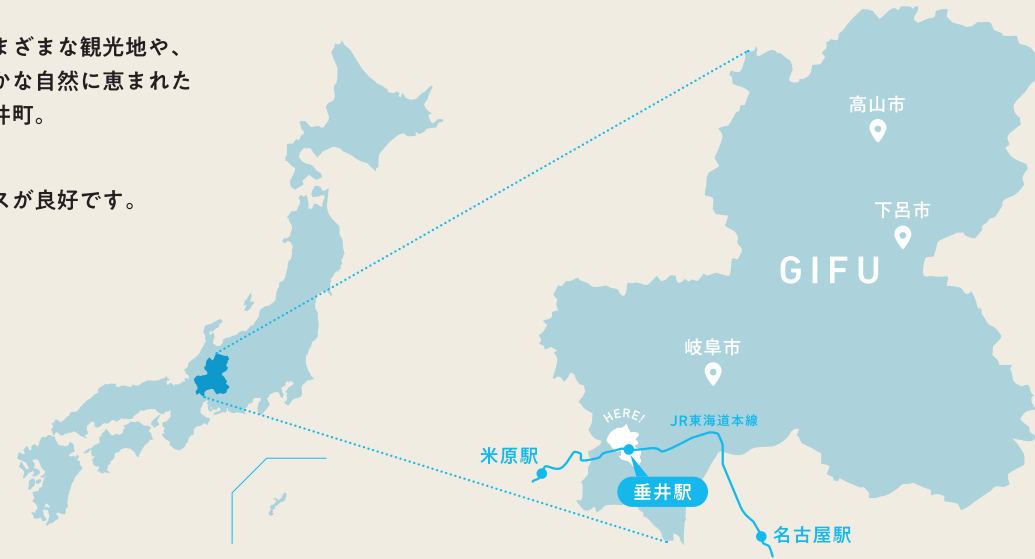 まざまな観光地や、
かな自然に恵まれた
井町。
スが良好です。
高山市
下呂市
GIFU
岐阜市
HERE!
JR東海道本線
米原駅
垂井駅
名古屋駅